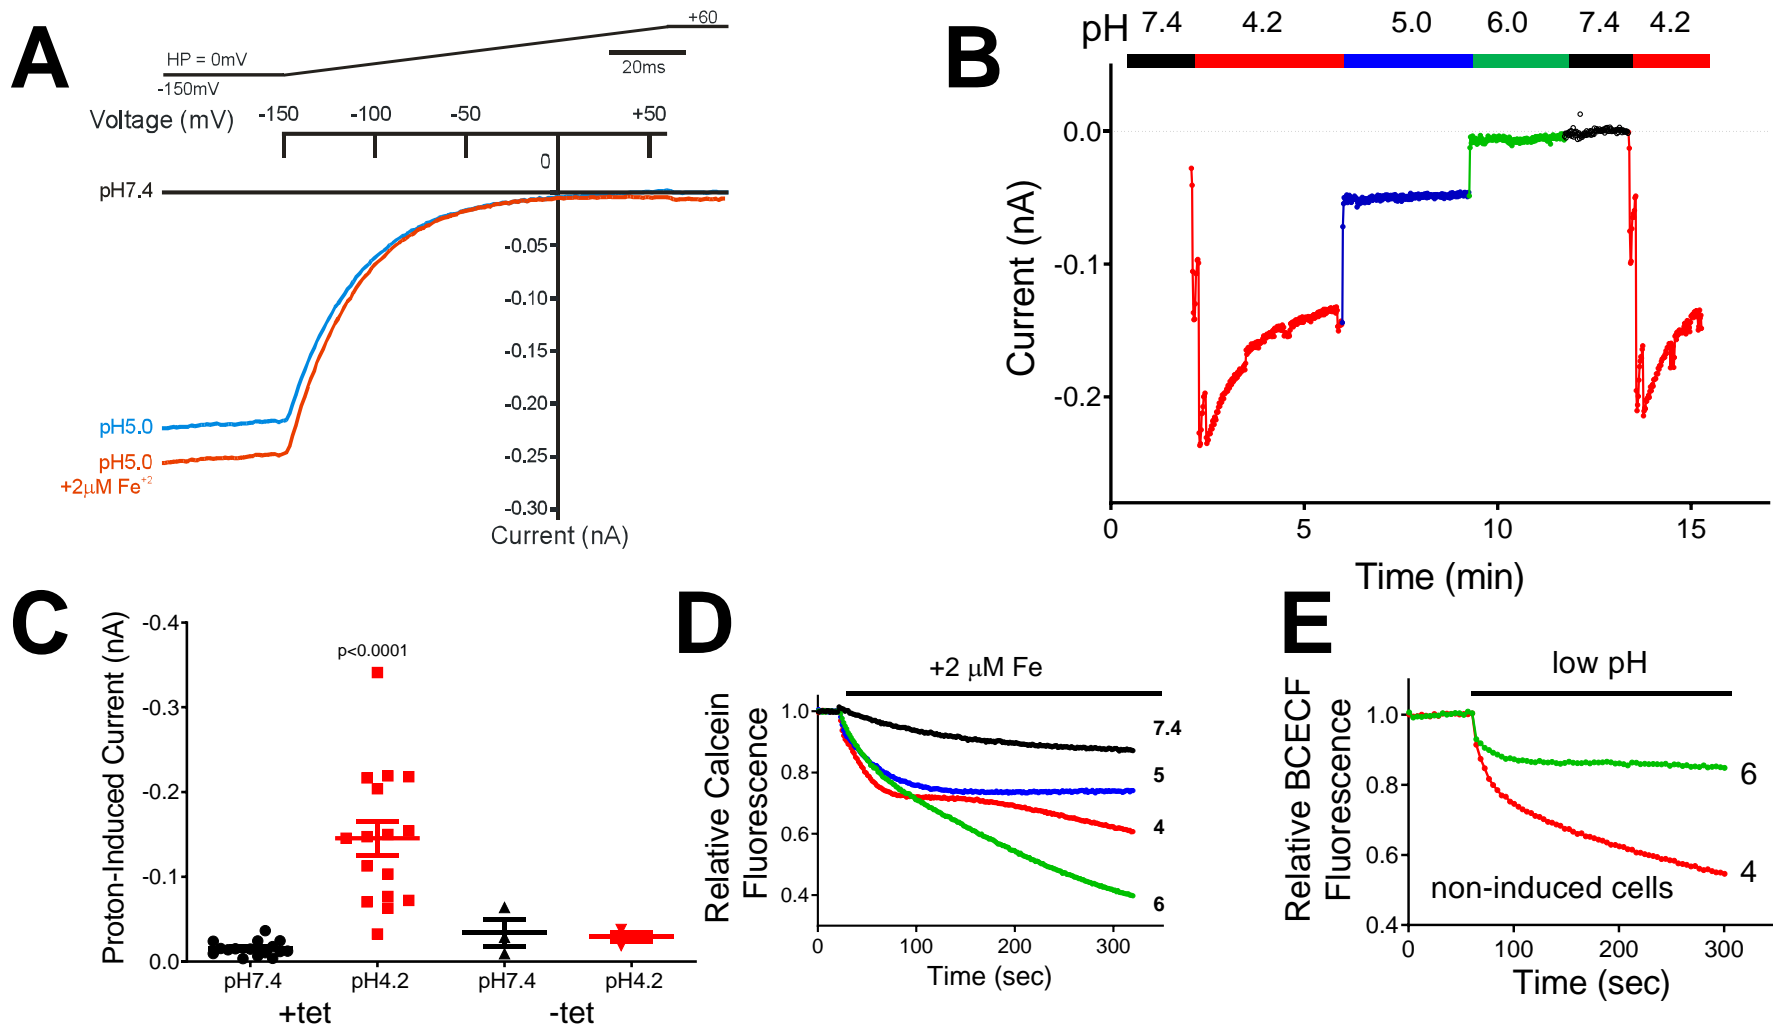 A
HP = 0mV
-150mV
+60
20ms
Voltage (mV)
-150
-100
-50
+50
0
pH7.4
-0.05
-0.10
-0.15
-0.20
-0.25
-0.30
pH5.0
pH5.0
+2μM Fe⁺²
Current (nA)
B
pH
7.4
4.2
5.0
6.0
7.4
4.2
0.0
-0.1
-0.2
Current (nA)
0
5
10
15
Time (min)
C
Proton-Induced Current (nA)
-0.4
-0.3
-0.2
-0.1
0.0
p<0.0001
pH7.4
pH4.2
pH7.4
pH4.2
+tet
-tet
D
+2 μM Fe
Relative Calcein
Fluorescence
1.0
0.8
0.6
0.4
7.4
5
4
6
0
100
200
300
Time (sec)
E
low pH
Relative BCECF
Fluorescence
1.0
0.8
0.6
0.4
6
4
non-induced cells
0
100
200
300
Time (sec)